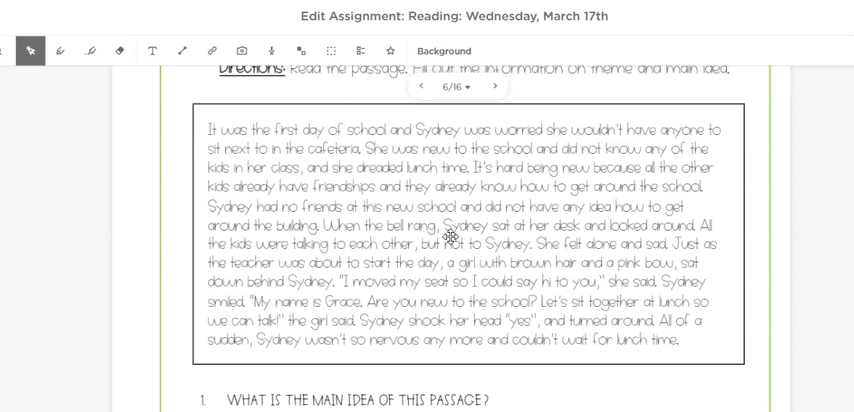 Edit Assignment: Reading: Wednesday, March 17th
Background
Directions: Read the passage. Fill out the information on theme and main idea.
6/16
It was the first day of school and Sydney was worried she wouldn't have anyone to
sit next to in the cafeteria. She was new to the school and did not know any of the
kids in her class, and she dreaded lunch time. It's hard being new because all the other
kids already have friendships and they already know how to get around the school.
Sydney had no friends at this new school and did not have any idea how to get
around the building. When the bell rang, Sydney sat at her desk and looked around. All
the kids were talking to each other, but not to Sydney. She felt alone and sad. Just as
the teacher was about to start the day, a girl with brown hair and a pink bow, sat
down behind Sydney. "I moved my seat so I could say hi to you," she said. Sydney
smiled. "My name is Grace. Are you new to the school? Let's sit together at lunch so
we can talk!" the girl said. Sydney shook her head "yes", and turned around. All of a
sudden, Sydney wasn't so nervous any more and couldn't wait for lunch time.
1. WHAT IS THE MAIN IDEA OF THIS PASSAGE?